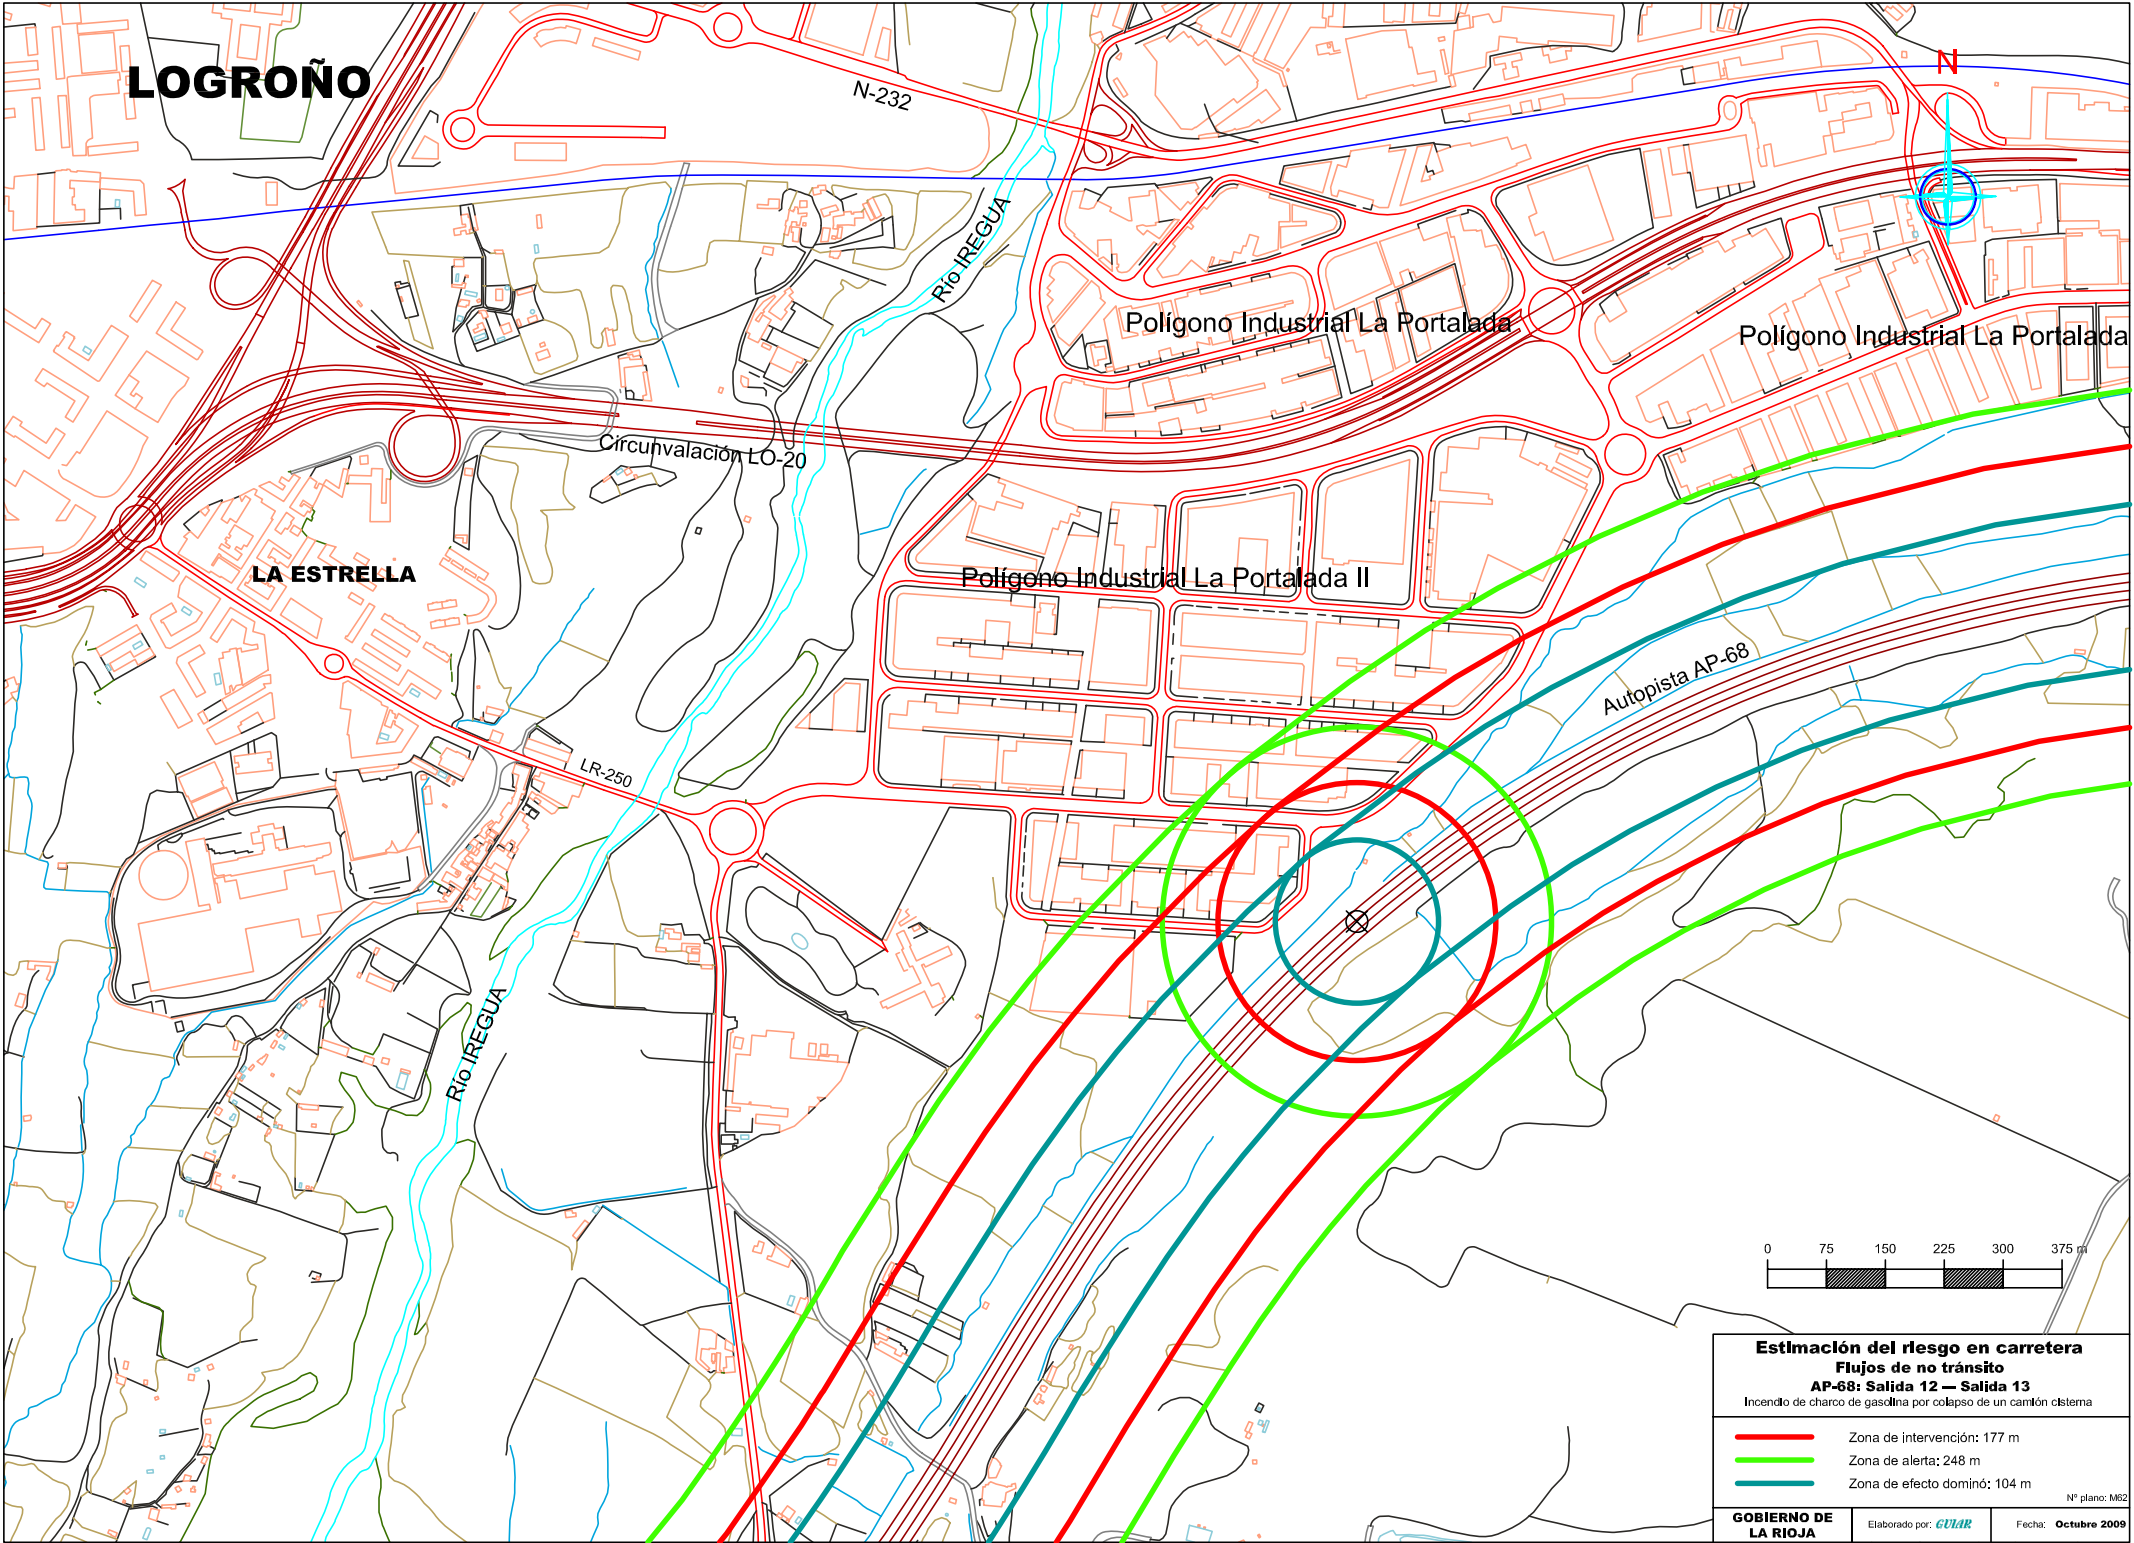 LOGROÑO
N-232
N
Río IREGUA
Polígono Industrial La Portalada
Polígono Industrial La Portalada
Circunvalación LO-20
LA ESTRELLA
Polígono Industrial La Portalada II
Autopista AP-68
LR-250
Río IREGUA
0 75 150 225 300 375 m
Estimación del riesgo en carretera
Flujos de no tránsito
AP-68: Salida 12 — Salida 13
Incendio de charco de gasolina por colapso de un camión cisterna
Zona de intervención: 177 m
Zona de alerta: 248 m
Zona de efecto dominó: 104 m
Nº plano: M62
GOBIERNO DE
LA RIOJA
Elaborado por: GUIAR
Fecha: Octubre 2009